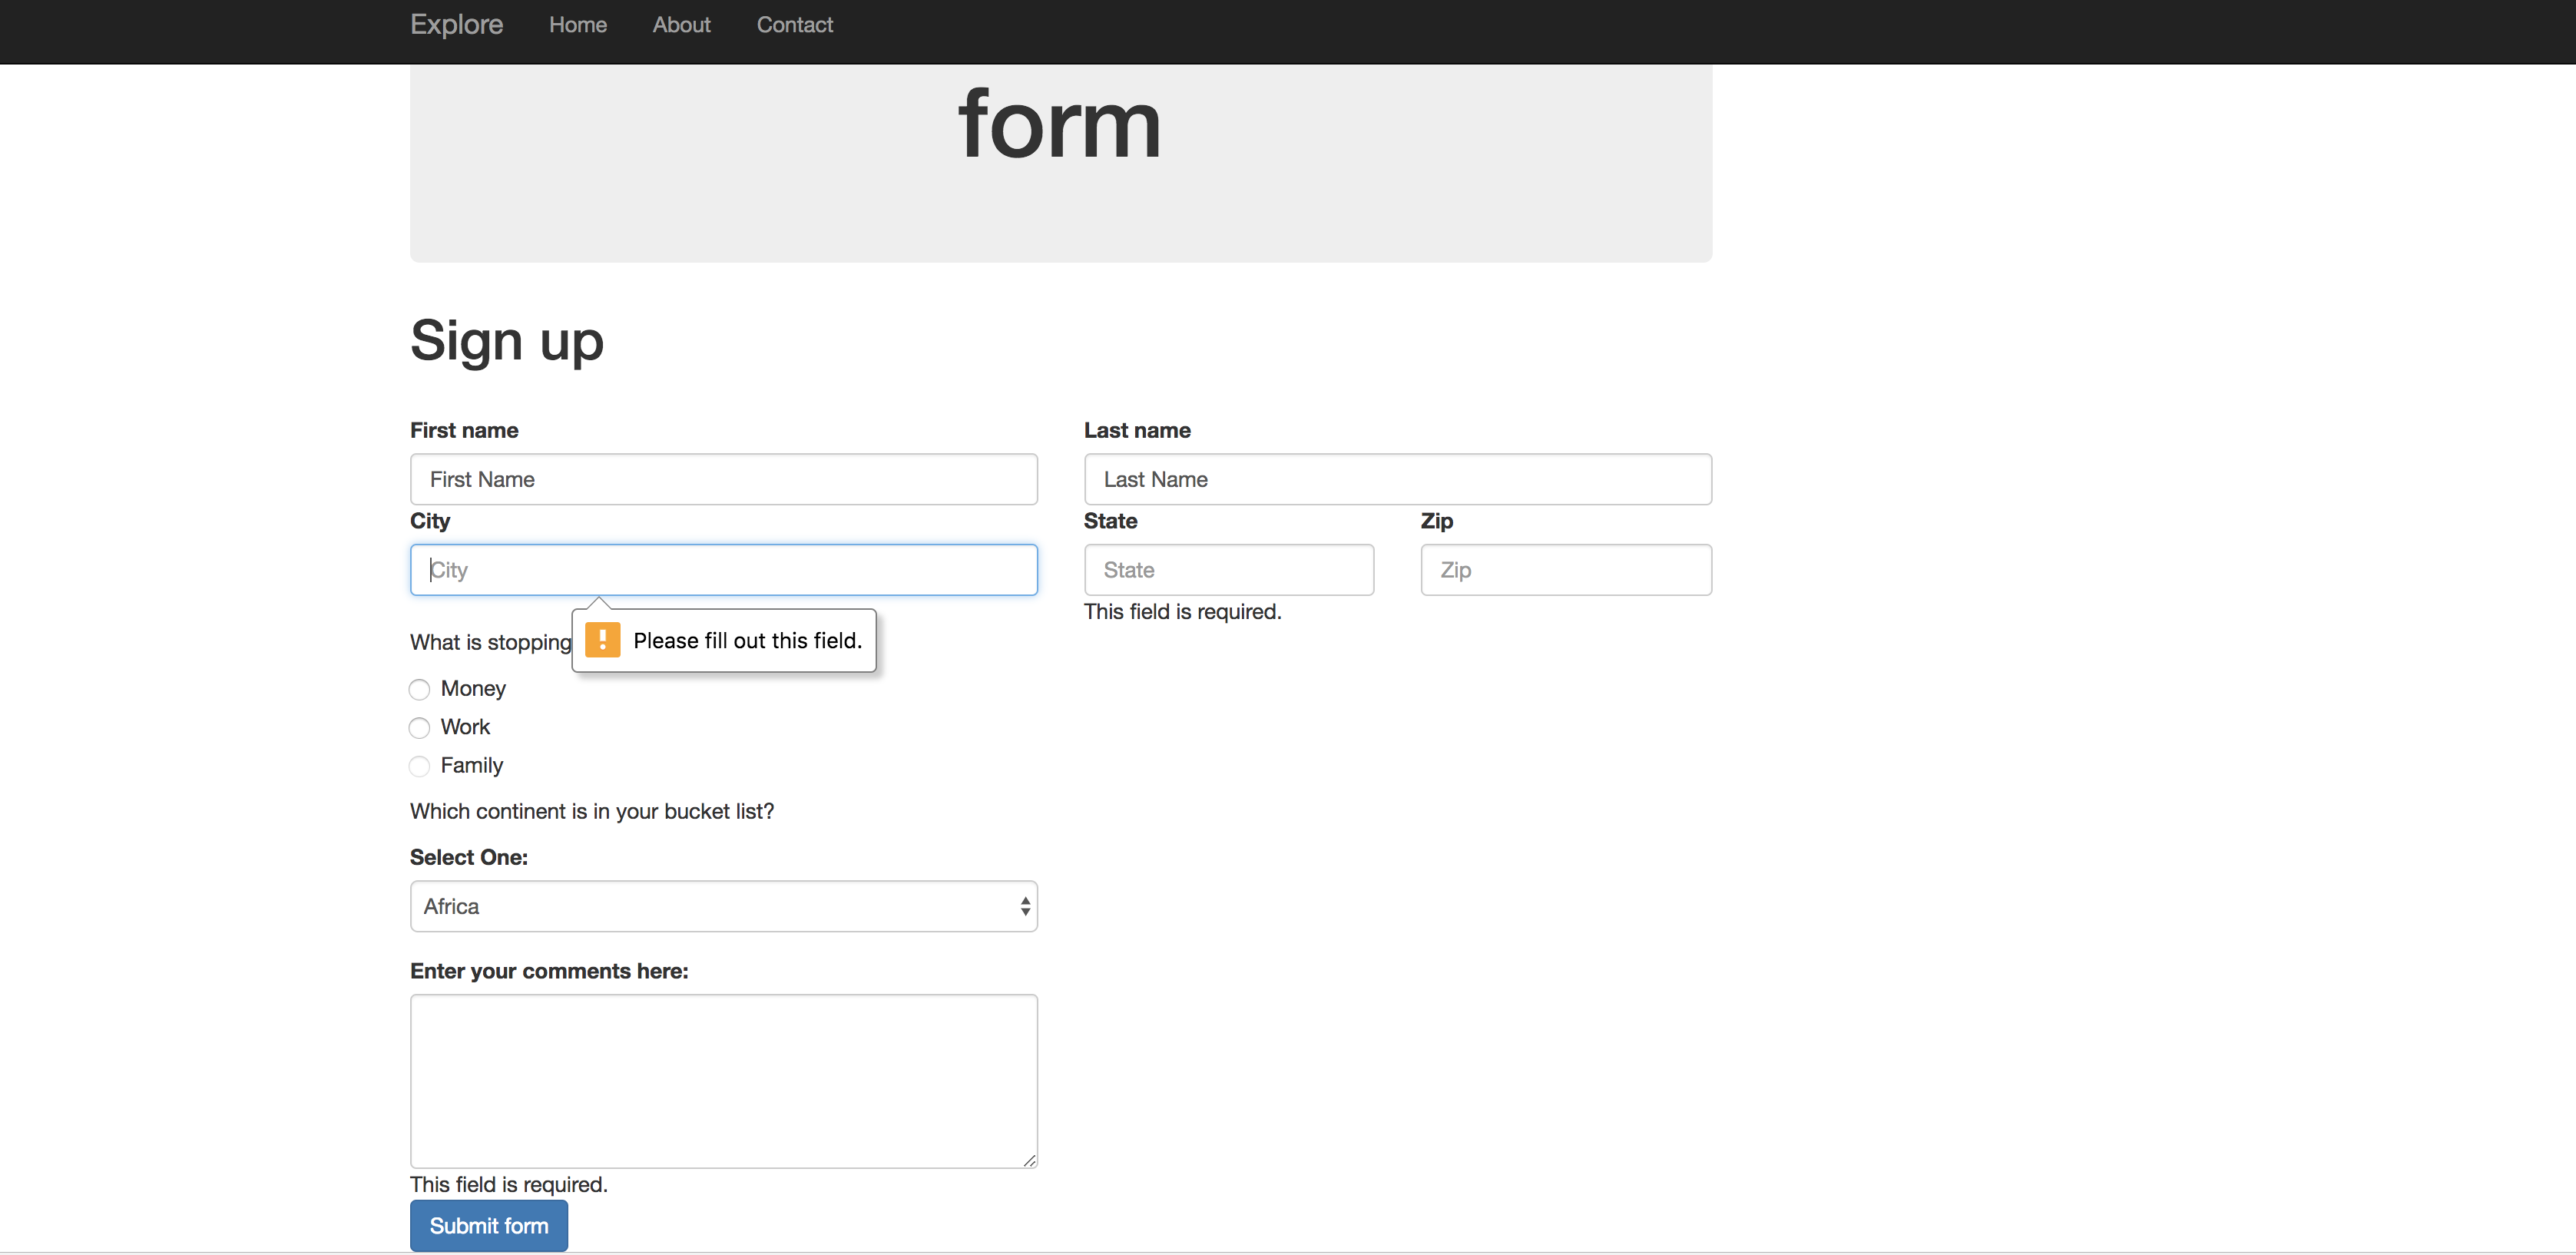 Explore Home About Contact
form
Sign up
First name Last name
First Name Last Name
City State Zip
City State Zip
This field is required.
Please fill out this field.
What is stopping
Money
Work
Family
Which continent is in your bucket list?
Select One:
Africa
Enter your comments here:
This field is required.
Submit form